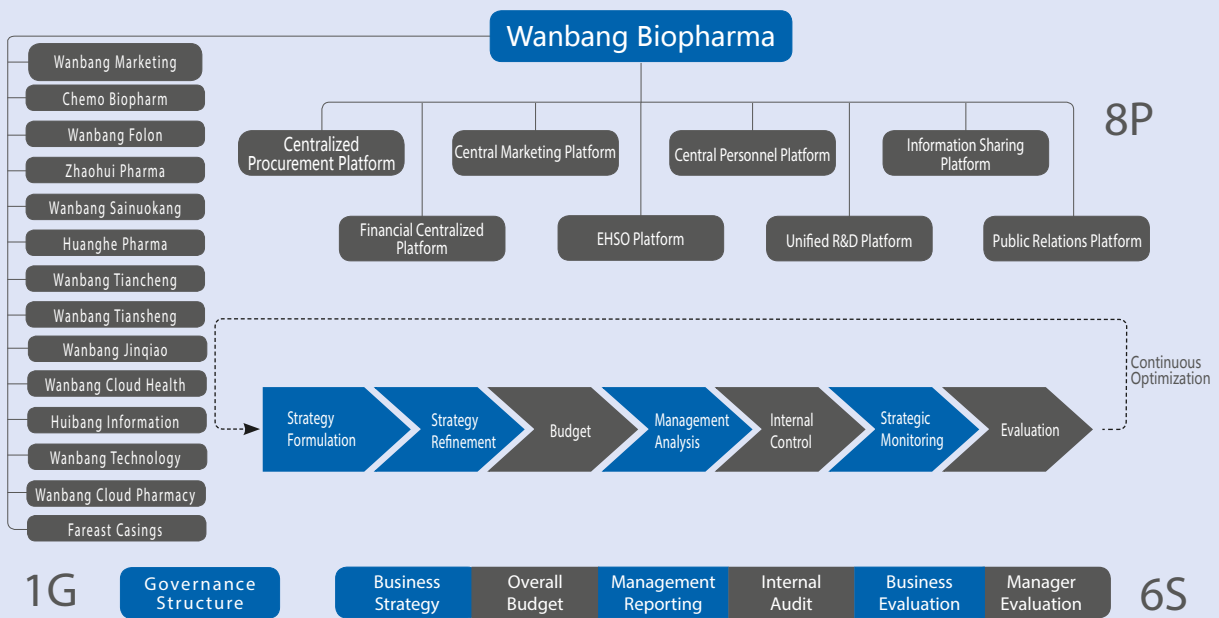 Wanbang Biopharma
Wanbang Marketing
Chemo Biopharm
Wanbang Folon
Zhaohui Pharma
Wanbang Sainuokang
Huanghe Pharma
Wanbang Tiancheng
Wanbang Tiansheng
Wanbang Jinqiao
Wanbang Cloud Health
Huibang Information
Wanbang Technology
Wanbang Cloud Pharmacy
Fareast Casings
8P
Centralized
Procurement Platform
Central Marketing Platform
Central Personnel Platform
Information Sharing
Platform
Financial Centralized
Platform
EHSO Platform
Unified R&D Platform
Public Relations Platform
Continuous
Optimization
Strategy
Formulation
Strategy
Refinement
Budget
Management
Analysis
Internal
Control
Strategic
Monitoring
Evaluation
1G
Governance
Structure
Business
Strategy
Overall
Budget
Management
Reporting
Internal
Audit
Business
Evaluation
Manager
Evaluation
6S